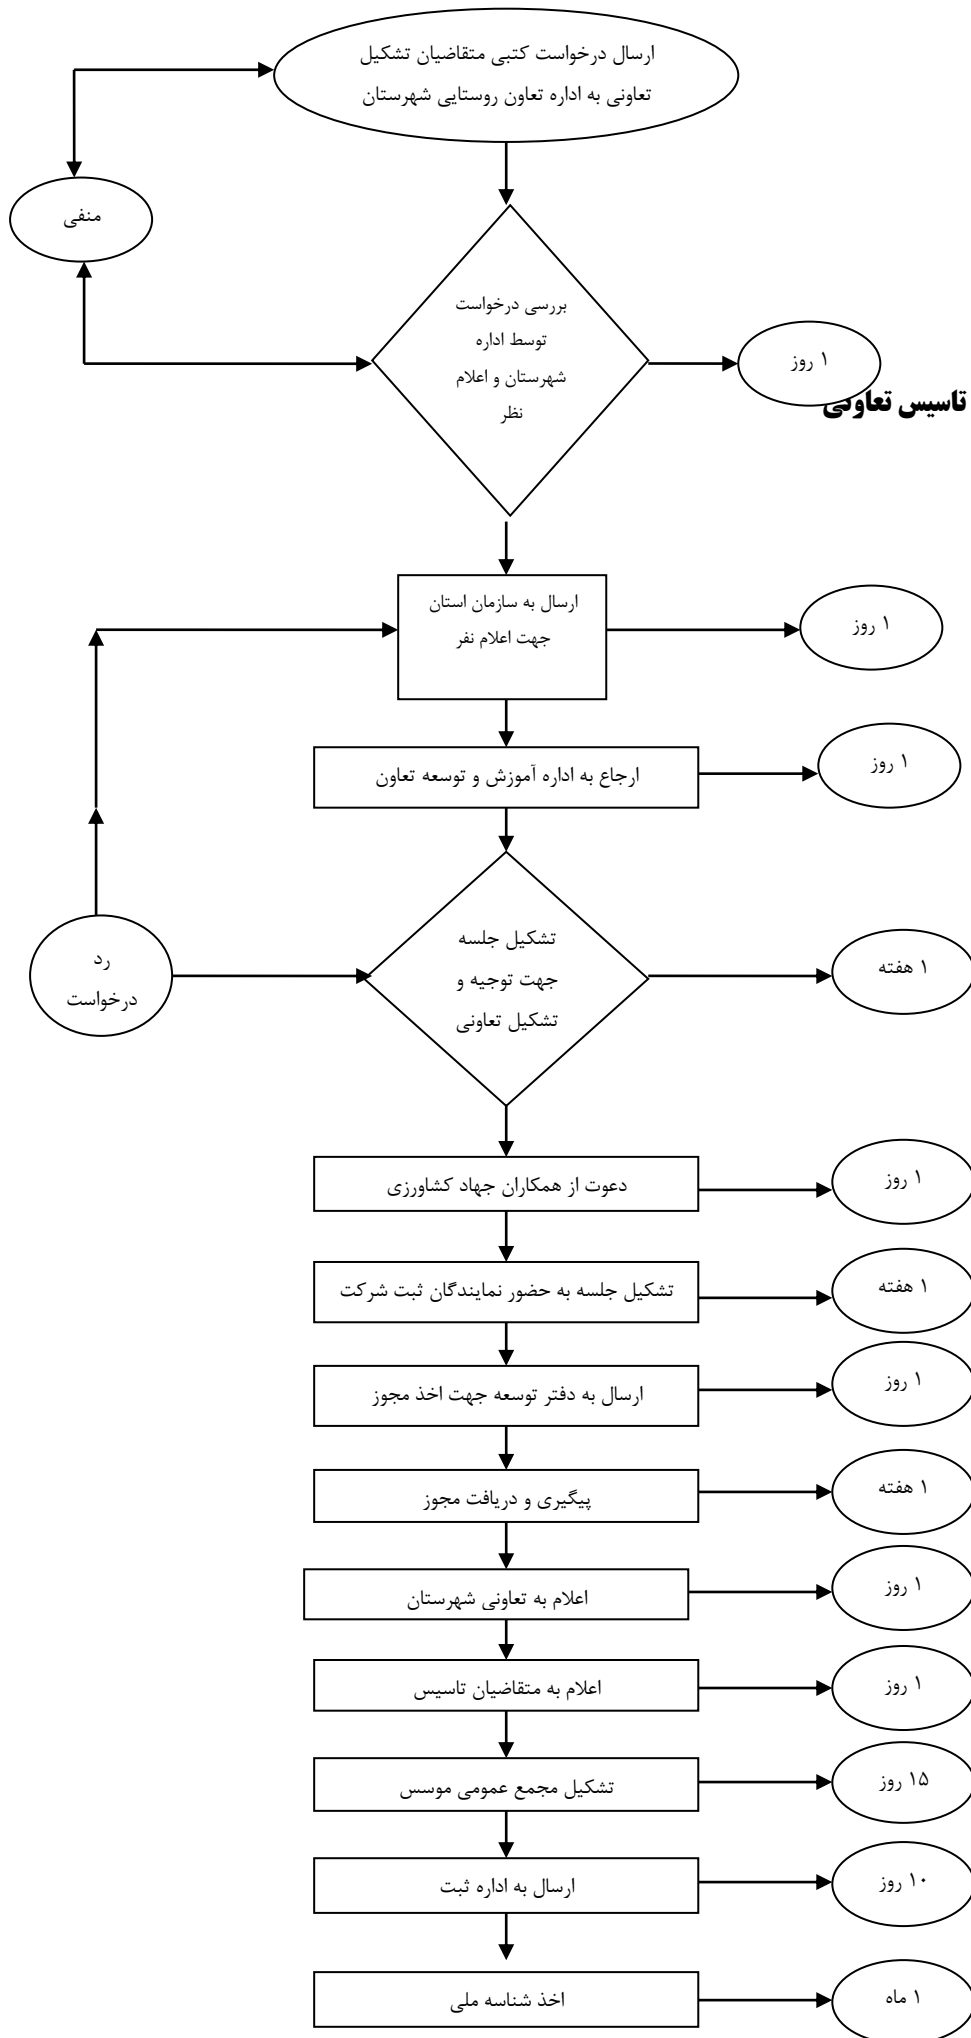 ارسال درخواست کتبی متقاضیان تشکیل
تعاونی به اداره تعاون روستایی شهرستان
منفی
بررسی درخواست
توسط اداره
شهرستان و اعلام
نظر
۱ روز
تاسیس تعاونی
ارسال به سازمان استان
جهت اعلام نفر
۱ روز
ارجاع به اداره آموزش و توسعه تعاون
۱ روز
تشکیل جلسه
جهت توجیه و
تشکیل تعاونی
رد
درخواست
۱ هفته
دعوت از همکاران جهاد کشاورزی
۱ روز
تشکیل جلسه به حضور نمایندگان ثبت شرکت
۱ هفته
ارسال به دفتر توسعه جهت اخذ مجوز
۱ روز
پیگیری و دریافت مجوز
۱ هفته
اعلام به تعاونی شهرستان
۱ روز
اعلام به متقاضیان تاسیس
۱ روز
تشکیل مجمع عمومی موسس
۱۵ روز
ارسال به اداره ثبت
۱۰ روز
اخذ شناسه ملی
۱ ماه